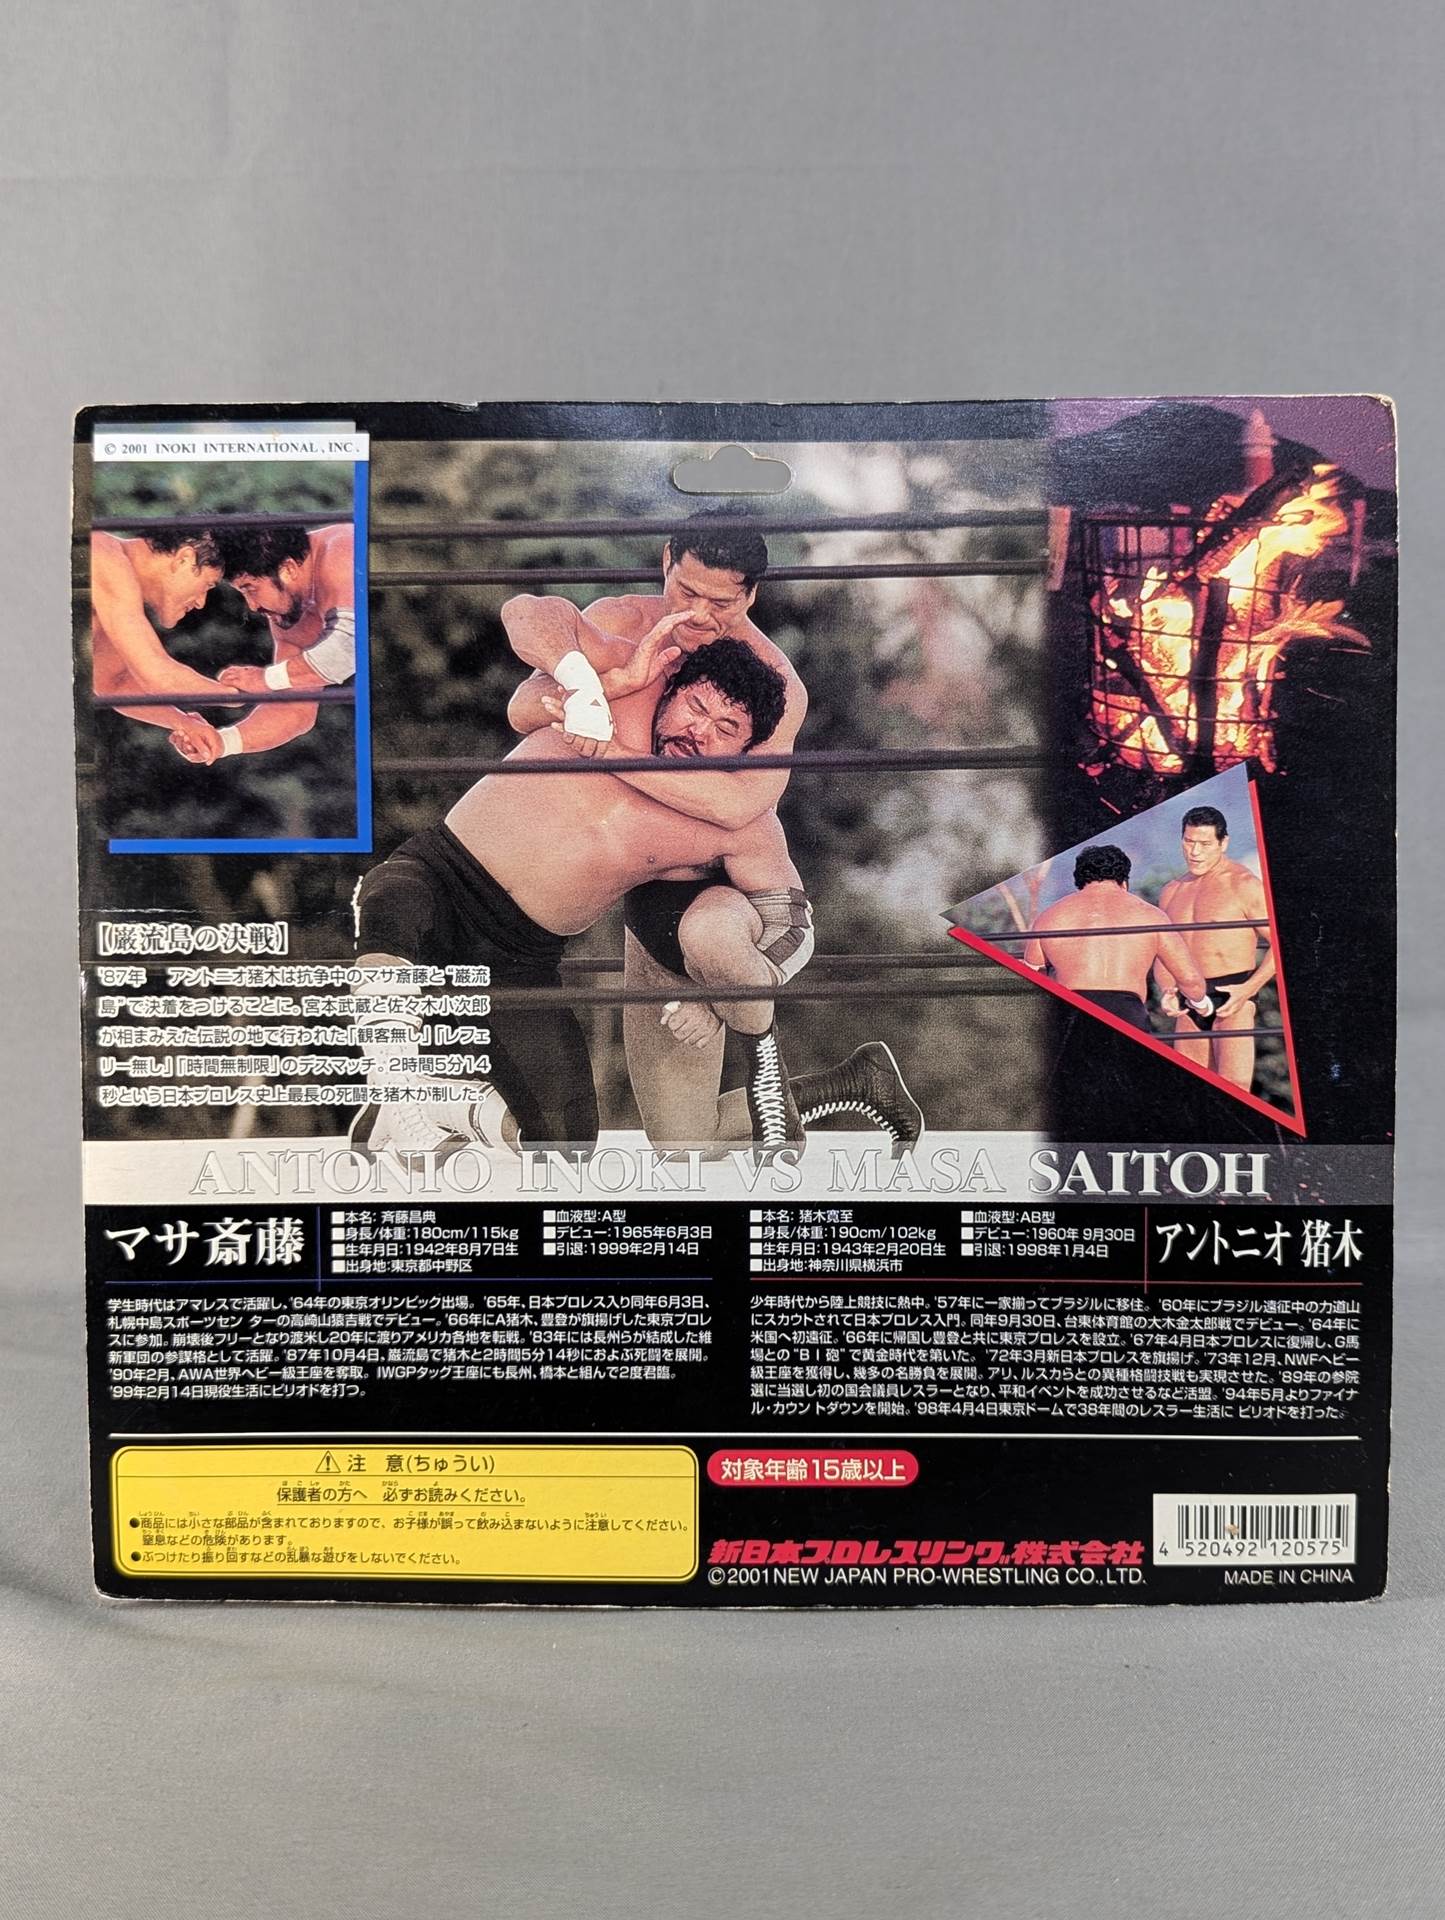 © 2001 INOKI INTERNATIONAL, INC.
【巌流島の決戦】
'87年　アントニオ猪木は抗争中のマサ斎藤と“巌流
島”で決着をつけることに。宮本武蔵と佐々木小次郎
が相まみえた伝説の地で行われた「観客無し」「レフェ
リー無し」「時間無制限」のデスマッチ。2時間5分14
秒という日本プロレス史上最長の死闘を猪木が制した。
ANTONIO INOKI VS MASA SAITOH
マサ斎藤
■本名：斉藤昌典
■身長/体重：180cm/115kg
■生年月日：1942年8月7日生
■出身地：東京都中野区
■血液型：A型
■デビュー：1965年6月3日
■引退：1999年2月14日
学生時代はアマレスで活躍し、'64年の東京オリンピック出場。'65年、日本プロレス入り同年6月3日、
札幌中島スポーツセン ターの高崎山猿吉戦でデビュー。'66年にA猪木、豊登が旗揚げした東京プロレ
スに参加。崩壊後フリーとなり渡米し20年に渡りアメリカ各地を転戦。'83年には長州らが結成した維
新軍団の参謀格として活躍。'87年10月4日、巌流島で猪木と2時間5分14秒におよぶ死闘を展開。
'90年2月、AWA世界ヘビー級王座を奪取。IWGPタッグ王座にも長州、橋本と組んで2度君臨。
'99年2月14日現役生活にピリオドを打つ。
■本名：猪木寛至
■身長/体重：190cm/102kg
■生年月日：1943年2月20日生
■出身地：神奈川県横浜市
■血液型：AB型
■デビュー：1960年 9月30日
■引退：1998年1月4日
アントニオ 猪木
少年時代から陸上競技に熱中。'57年に一家揃ってブラジルに移住。'60年にブラジル遠征中の力道山
にスカウトされて日本プロレス入門。同年9月30日、台東体育館の大木金太郎戦でデビュー。'64年に
米国へ初遠征。'66年に帰国し豊登と共に東京プロレスを設立。'67年4月日本プロレスに復帰し、G馬
場との“BI砲”で黄金時代を築いた。'72年3月新日本プロレスを旗揚げ。'73年12月、NWFヘビー
級王座を獲得し、幾多の名勝負を展開。アリ、ルスカらとの異種格闘技戦も実現させた。'89年の参院
選に当選し初の国会議員レスラーとなり、平和イベントを成功させるなど活盟。'94年5月よりファイナ
ル・カウン トダウンを開始。'98年4月4日東京ドームで38年間のレスラー生活に ピリオドを打った。
⚠注　意(ちゅうい)
保護者の方へ　必ずお読みください。
●商品には小さな部品が含まれておりますので、お子様が誤って飲み込まないように注意してください。
窒息などの危険があります。
●ぶつけたり振り回すなどの乱暴な遊びをしないでください。
対象年齢15歳以上
新日本プロレスリング株式会社
©2001NEW JAPAN PRO-WRESTLING CO.,LTD.
4 520492 120575
MADE IN CHINA